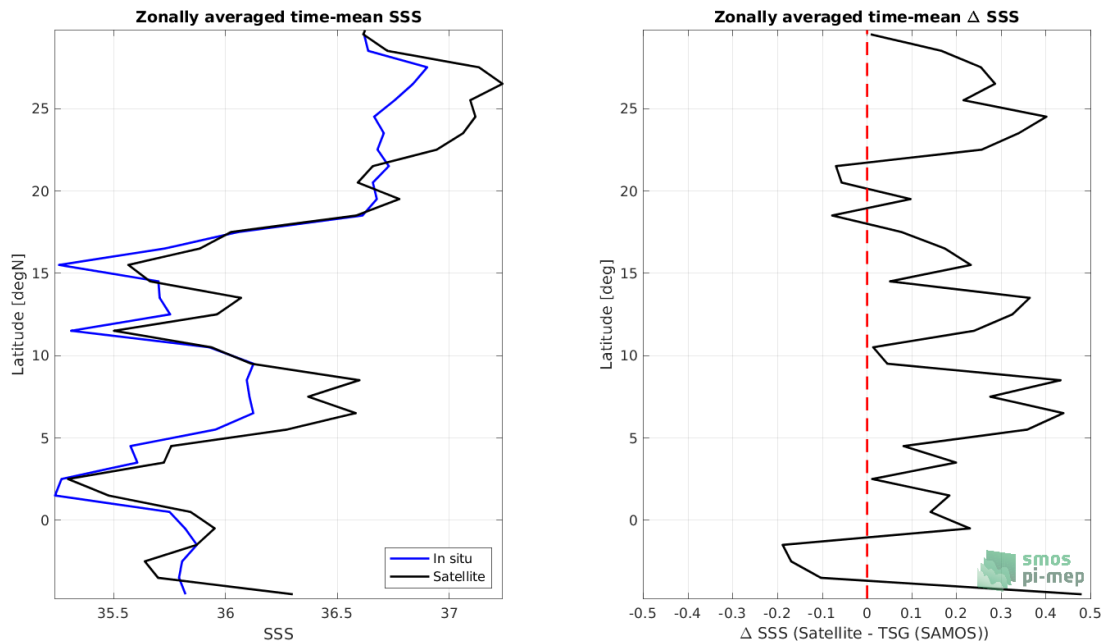 Zonally averaged time-mean SSS
Latitude [degN]
25
20
15
10
5
0
35.5
36
36.5
37
SSS
In situ
Satellite
Zonally averaged time-mean Δ SSS
Latitude [deg]
25
20
15
10
5
0
-0.5
-0.4
-0.3
-0.2
-0.1
0
0.1
0.2
0.3
0.4
0.5
Δ SSS (Satellite - TSG (SAMOS))
smos
pi-mep